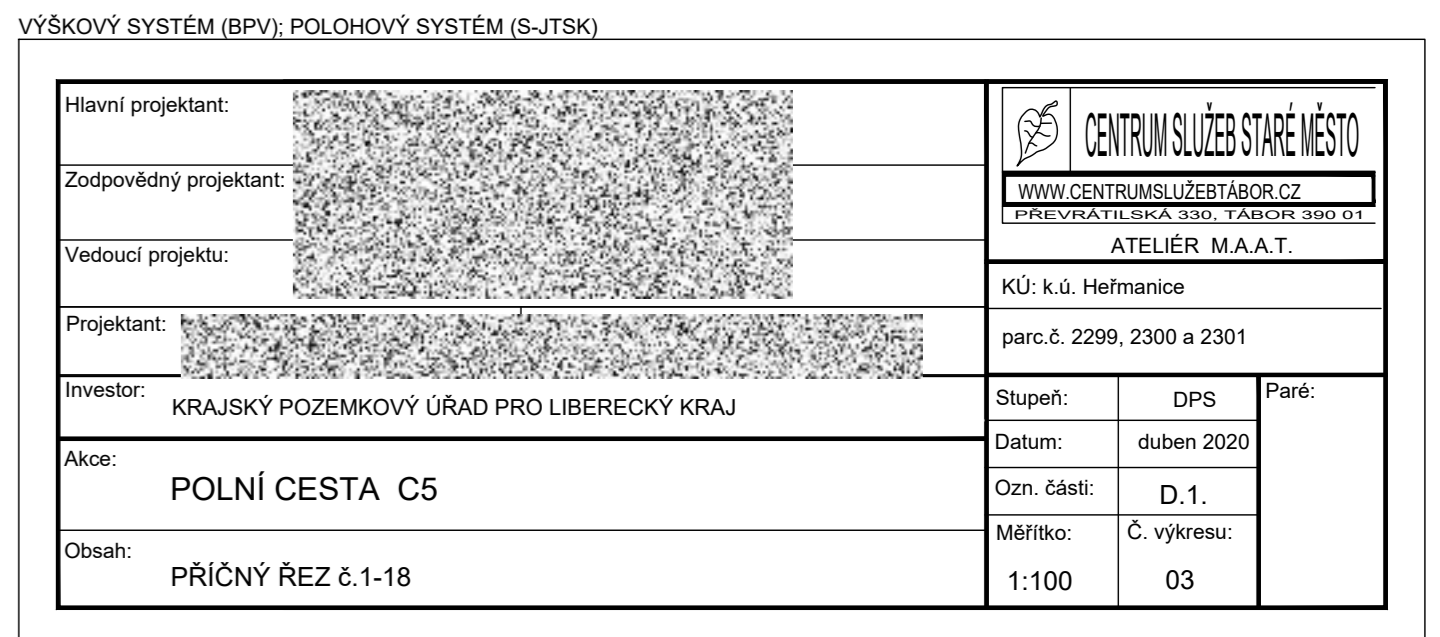 VÝŠKOVÝ SYSTÉM (BPV); POLOHOVÝ SYSTÉM (S-JTSK)
Hlavní projektant:
Zodpovědný projektant:
Vedoucí projektu:
Projektant:
Investor:
KRAJSKÝ POZEMKOVÝ ÚŘAD PRO LIBERECKÝ KRAJ
Akce:
POLNÍ CESTA C5
Obsah:
PŘÍČNÝ ŘEZ č.1-18
CENTRUM SLUŽEB STARÉ MĚSTO
WWW.CENTRUMSLUŽEBTÁBOR.CZ
PŘEVRÁTILSKÁ 330, TÁBOR 390 01
ATELIÉR M.A.A.T.
KÚ: k.ú. Heřmanice
parc.č. 2299, 2300 a 2301
Stupeň: DPS
Paré:
Datum: duben 2020
Ozn. části: D.1.
Měřítko: Č. výkresu:
1:100 03